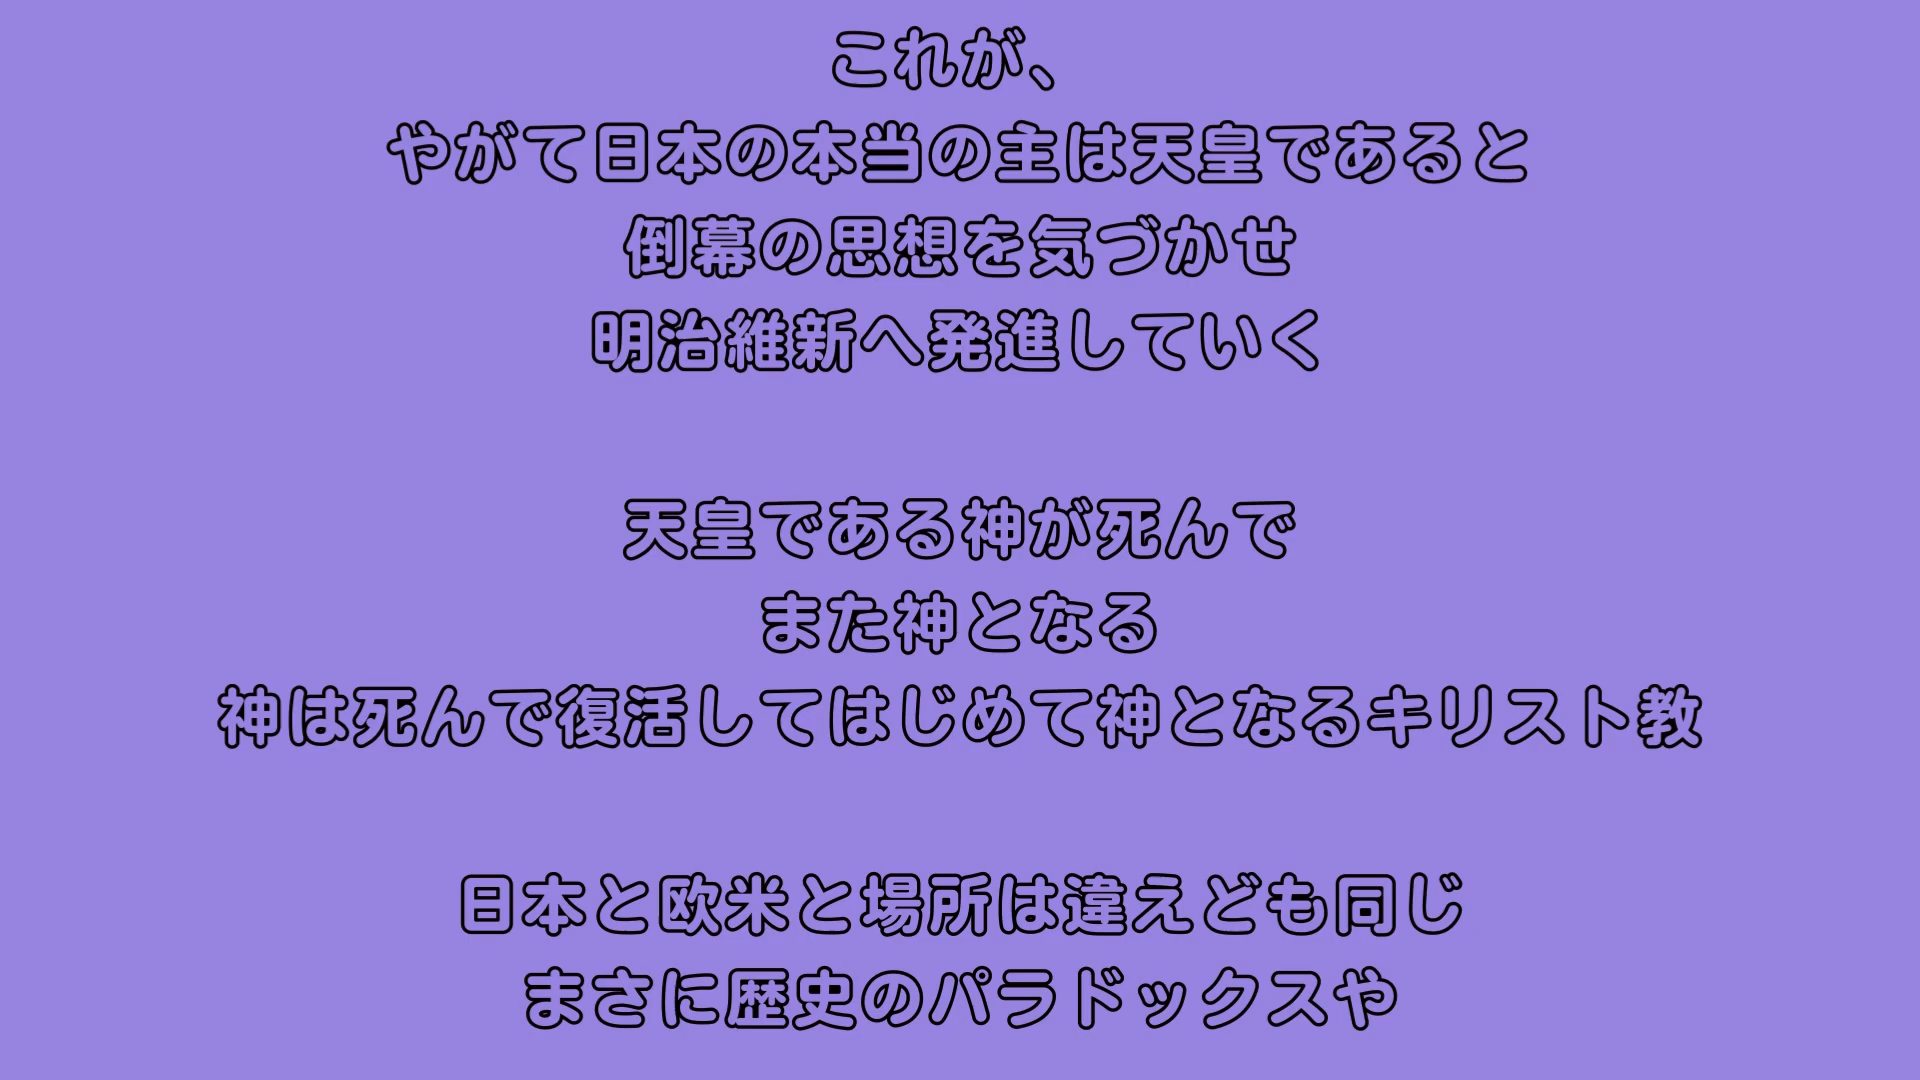 これが、
やがて日本の本当の主は天皇であると
倒幕の思想を気づかせ
明治維新へ発進していく
天皇である神が死んで
また神となる
神は死んで復活してはじめて神となるキリスト教
日本と欧米と場所は違えども同じ
まさに歴史のパラドックスや